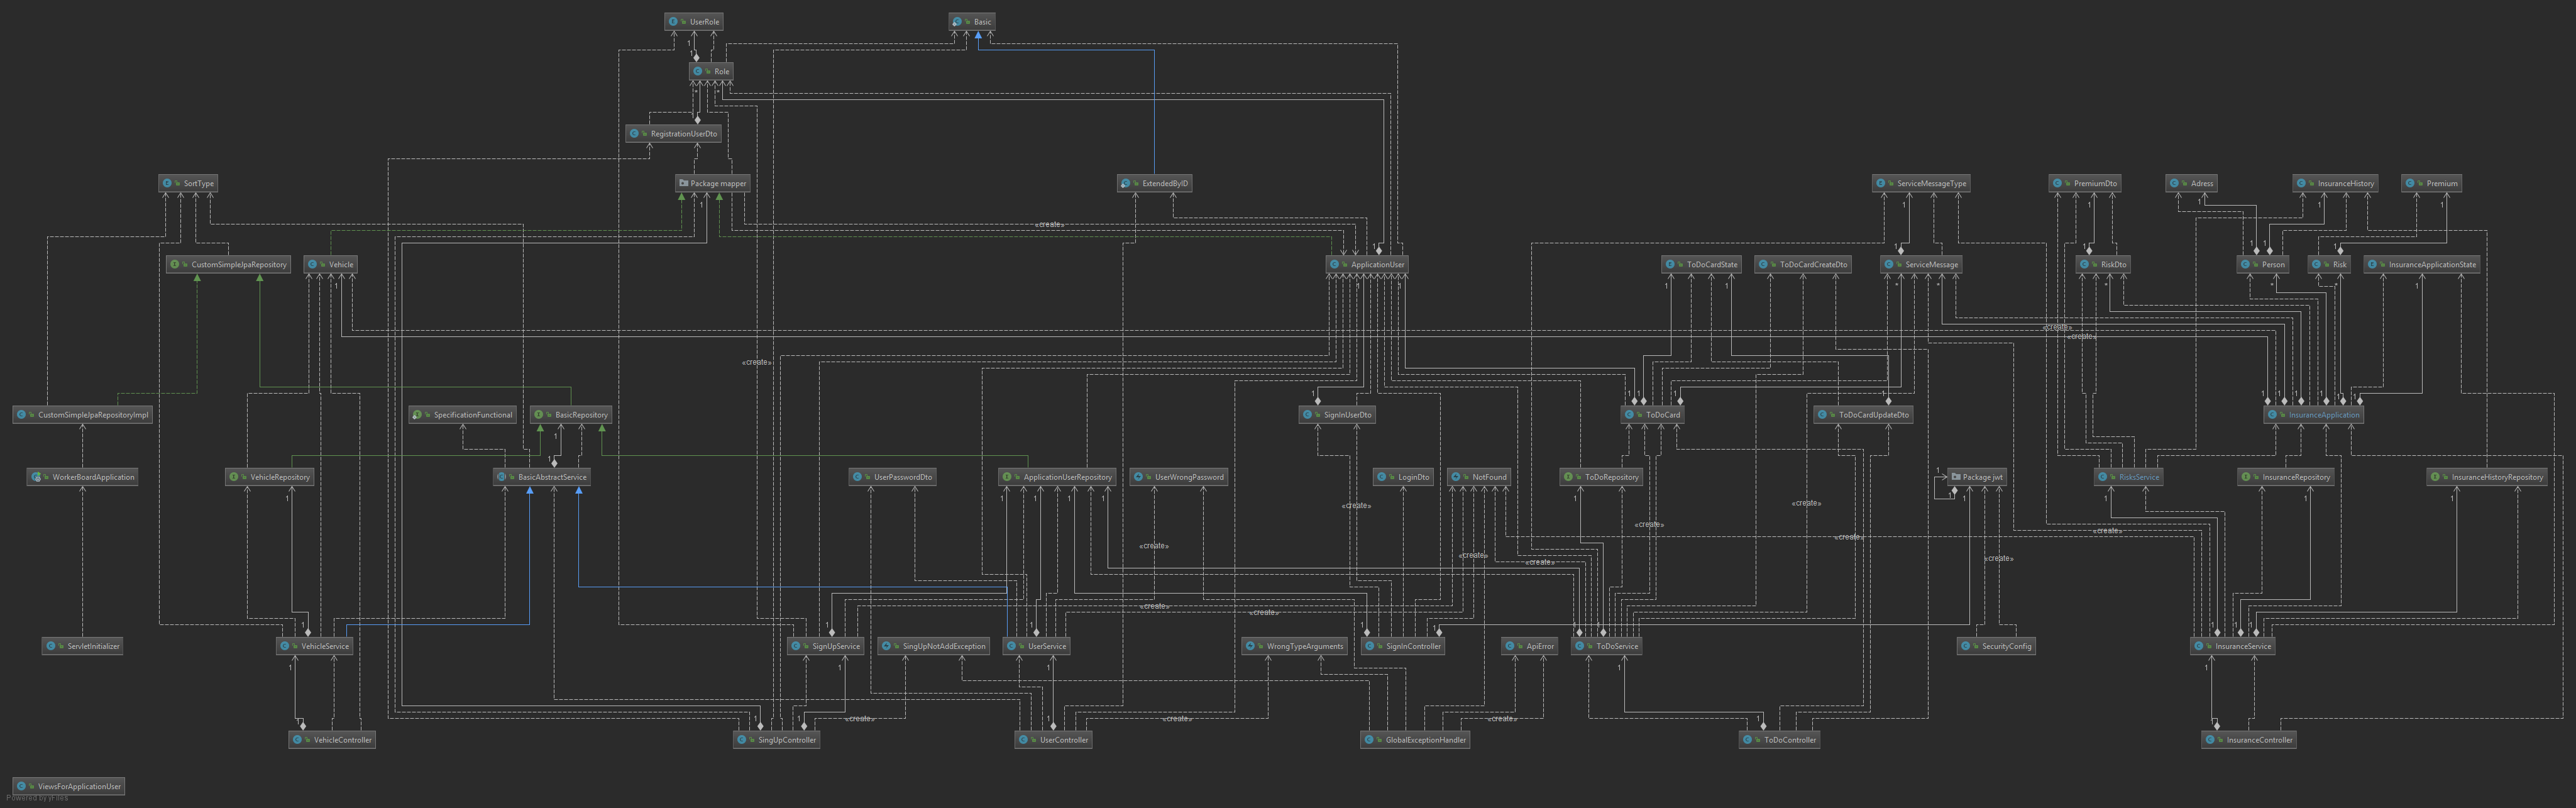 UserRole
Basic
Role
RegistrationUserDto
SortType
Package mapper
ExtendedByID
ServiceMessageType
PremiumDto
Adress
InsuranceHistory
Premium
«create»
CustomSimpleJpaRepository
Vehicle
ApplicationUser
ToDoCardState
ToDoCardCreateDto
ServiceMessage
RiskDto
Person
Risk
InsuranceApplicationState
«create»
«create»
«create»
CustomSimpleJpaRepositoryImpl
SpecificationFunctional
BasicRepository
SignInUserDto
ToDoCard
ToDoCardUpdateDto
InsuranceApplication
WorkerBoardApplication
VehicleRepository
BasicAbstractService
UserPasswordDto
ApplicationUserRepository
UserWrongPassword
LoginDto
NotFound
ToDoRepository
Package jwt
RisksService
InsuranceRepository
InsuranceHistoryRepository
«create»
«create»
«create»
«create»
«create»
«create»
«create»
«create»
«create»
«create»
«create»
«create»
ServletInitializer
VehicleService
SignUpService
SingUpNotAddException
UserService
WrongTypeArguments
SignInController
ApiError
ToDoService
SecurityConfig
InsuranceService
«create»
«create»
«create»
VehicleController
SingUpController
UserController
GlobalExceptionHandler
ToDoController
InsuranceController
ViewsForApplicationUser
Powered by yFiles